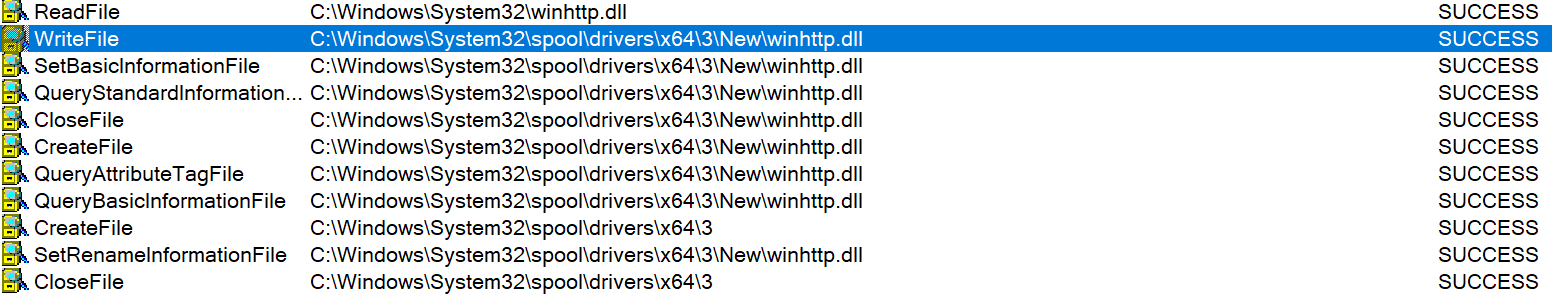 ReadFile C:\Windows\System32\winhttp.dll SUCCESS
WriteFile C:\Windows\System32\spool\drivers\x64\3\New\winhttp.dll SUCCESS
SetBasicInformationFile C:\Windows\System32\spool\drivers\x64\3\New\winhttp.dll SUCCESS
QueryStandardInformation... C:\Windows\System32\spool\drivers\x64\3\New\winhttp.dll SUCCESS
CloseFile C:\Windows\System32\spool\drivers\x64\3\New\winhttp.dll SUCCESS
CreateFile C:\Windows\System32\spool\drivers\x64\3\New\winhttp.dll SUCCESS
QueryAttributeTagFile C:\Windows\System32\spool\drivers\x64\3\New\winhttp.dll SUCCESS
QueryBasicInformationFile C:\Windows\System32\spool\drivers\x64\3\New\winhttp.dll SUCCESS
CreateFile C:\Windows\System32\spool\drivers\x64\3 SUCCESS
SetRenameInformationFile C:\Windows\System32\spool\drivers\x64\3\New\winhttp.dll SUCCESS
CloseFile C:\Windows\System32\spool\drivers\x64\3 SUCCESS